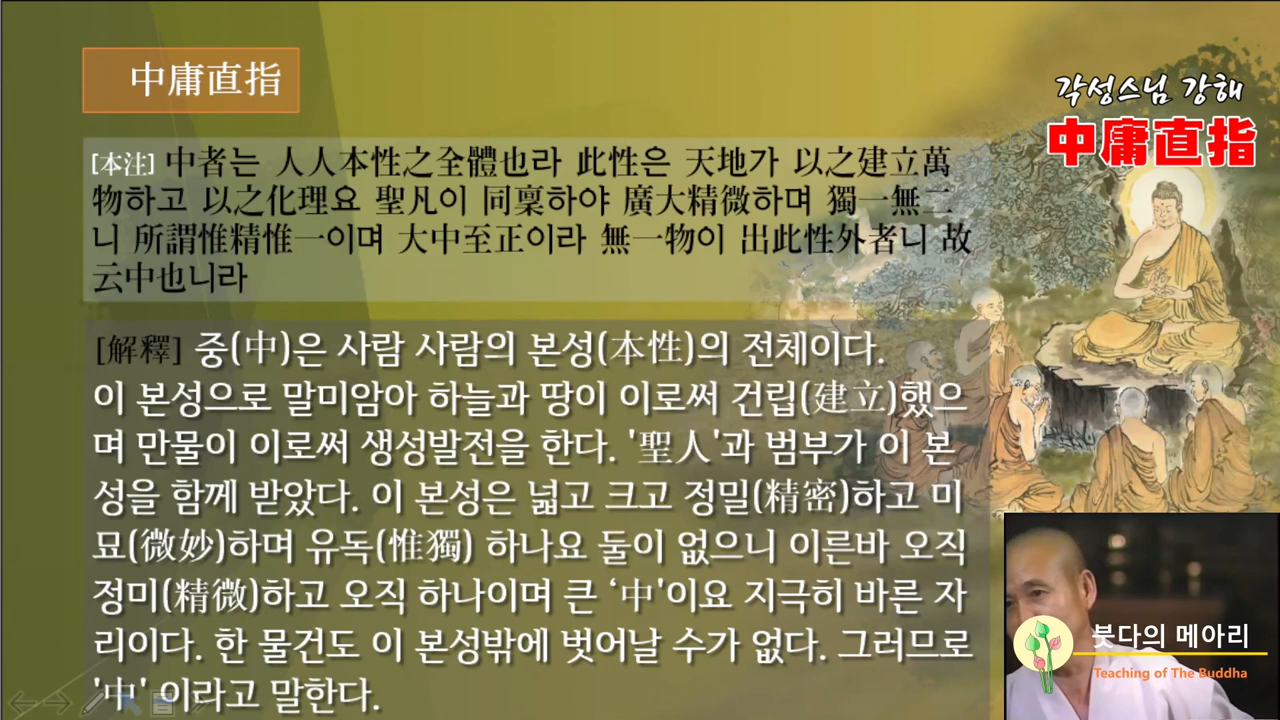 中庸直指
각성스님 강해
中庸直指
[本注] 中者는 人人本性之全體也라 此性은 天地가 以之建立萬
物하고 以之化理요 聖凡이 同稟하야 廣大精微하며 獨一無二
니 所謂惟精惟一이며 大中至正이라 無一物이 出此性外者니 故
云中也니라
[解釋] 중(中)은 사람 사람의 본성(本性)의 전체이다.
이 본성으로 말미암아 하늘과 땅이 이로써 건립(建立)했으
며 만물이 이로써 생성발전을 한다. '聖人'과 범부가 이 본
성을 함께 받았다. 이 본성은 넓고 크고 정밀(精密)하고 미
묘(微妙)하며 유독(惟獨) 하나요 둘이 없으니 이른바 오직
정미(精微)하고 오직 하나이며 큰 ‘中'이요 지극히 바른 자
리이다. 한 물건도 이 본성밖에 벗어날 수가 없다. 그러므로
'中' 이라고 말한다.
붓다의 메아리
Teaching of The Buddha